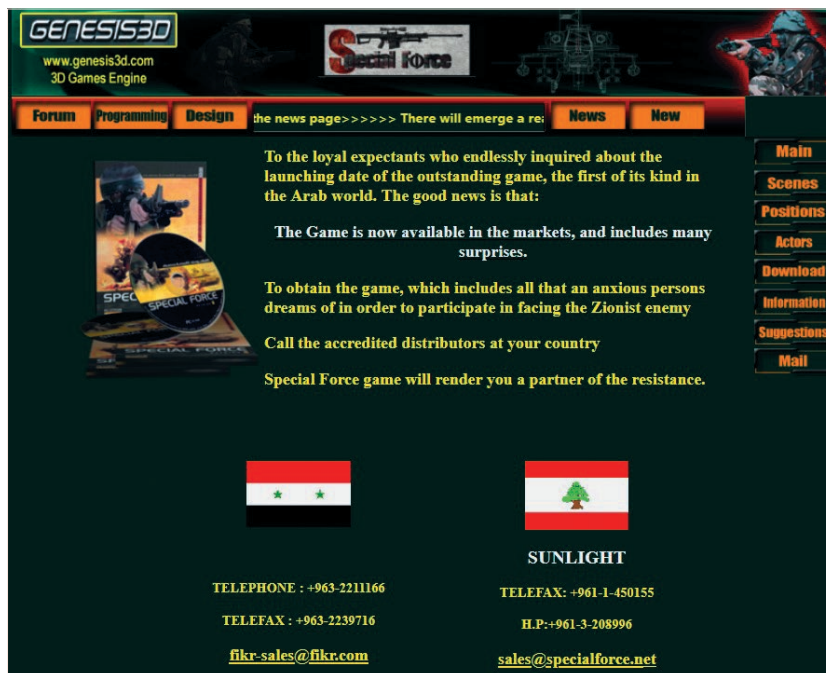 GENESIS3D
www.genesis3d.com
3D Games Engine
Special Force
Forum
Programming
Design
the news page>>>>>> There will emerge a rea
News
New
Main
Scenes
Positions
Actors
Download
Information
Suggestions
Mail
To the loyal expectants who endlessly inquired about the
launching date of the outstanding game, the first of its kind in
the Arab world. The good news is that:
The Game is now available in the markets, and includes many
surprises.
To obtain the game, which includes all that an anxious persons
dreams of in order to participate in facing the Zionist enemy
Call the accredited distributors at your country
Special Force game will render you a partner of the resistance.
SPEC
SPECIAL FORCE
SPECIAL FORCE
TELEPHONE : +963-2211166
TELEFAX : +963-2239716
fikr-sales@fikr.com
SUNLIGHT
TELEFAX: +961-1-450155
H.P:+961-3-208996
sales@specialforce.net